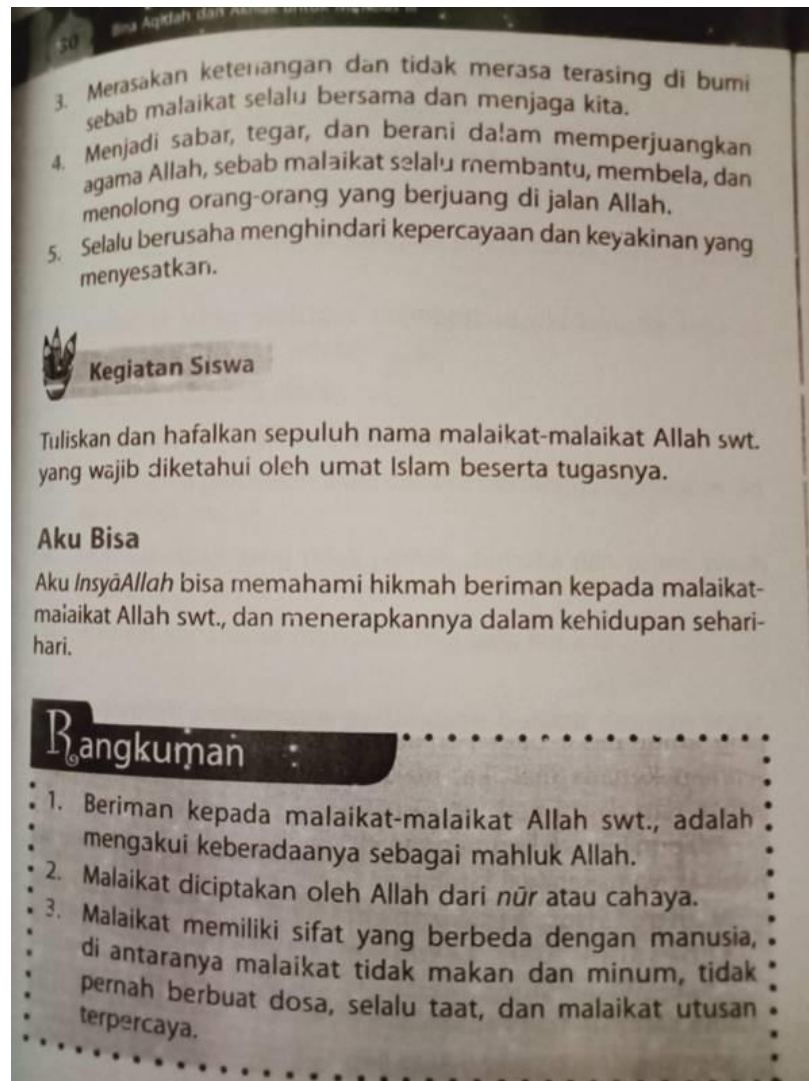 30 Bina Aqidah dan Akhlak untuk
3. Merasakan ketenangan dan tidak merasa terasing di bumi
sebab malaikat selalu bersama dan menjaga kita.
4. Menjadi sabar, tegar, dan berani dalam memperjuangkan
agama Allah, sebab malaikat selalu membantu, membela, dan
menolong orang-orang yang berjuang di jalan Allah.
5. Selalu berusaha menghindari kepercayaan dan keyakinan yang
menyesatkan.
Kegiatan Siswa
Tuliskan dan hafalkan sepuluh nama malaikat-malaikat Allah swt.
yang wajib diketahui oleh umat Islam beserta tugasnya.
Aku Bisa
Aku InsyāAllah bisa memahami hikmah beriman kepada malaikat-
malaikat Allah swt., dan menerapkannya dalam kehidupan sehari-
hari.
Rangkuman
1. Beriman kepada malaikat-malaikat Allah swt., adalah
mengakui keberadaanya sebagai mahluk Allah.
2. Malaikat diciptakan oleh Allah dari nūr atau cahaya.
3. Malaikat memiliki sifat yang berbeda dengan manusia,
di antaranya malaikat tidak makan dan minum, tidak
pernah berbuat dosa, selalu taat, dan malaikat utusan
terpercaya.